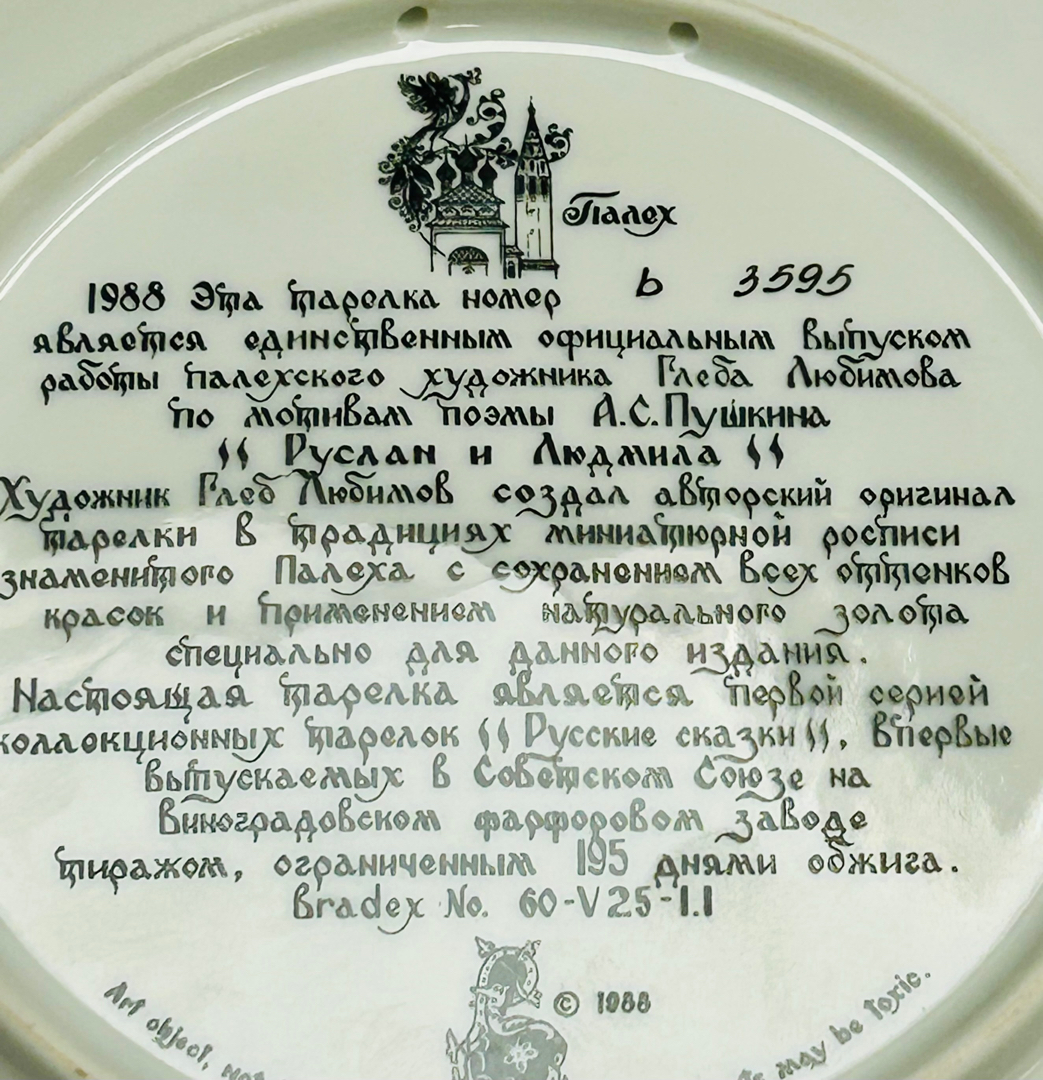 Палех
1988 Эта тарелка номер b 3595
является единственным официальным выпуском
работы палехского художника Глеба Любимова
по мотивам поэмы А.С.Пушкина
"Руслан и Людмила"
Художник Глеб Любимов создал авторский оригинал
тарелки в традициях миниатюрной росписи
знаменитого Палеха с сохранением всех оттенков
красок и применением натурального золота
специально для данного издания.
Настоящая тарелка является первой серией
коллекционных тарелок "Русские сказки", впервые
выпускаемых в Советском Союзе на
Виноградовском фарфоровом заводе
тиражом, ограниченным 195 днями обжига.
Bradex No. 60-V25-1.1
© 1988
Art object, not
may be toxic.